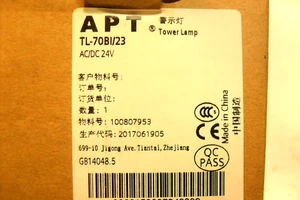 APT® 警示灯
Tower Lamp
TL-70BI/23
AC/DC 24V
客户物料号:
订单号:
订货单位:
数量: 1
物料号: 100807953
生产代码: 2017061905
699-10 Jigong Ave.Tiantai,Zhejiang
GB14048.5
CCC
Made in China
中国制造
QC
PASS